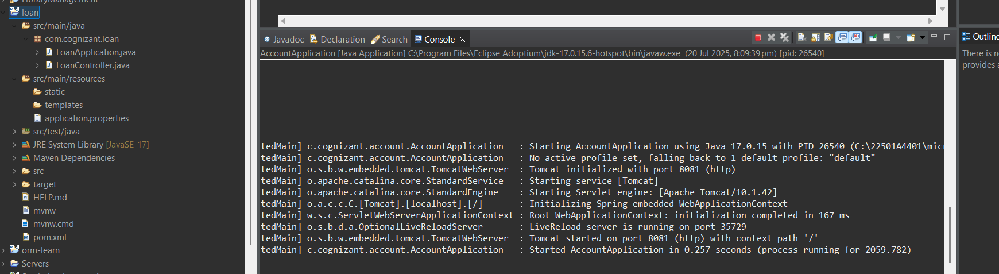 LibraryManagement
loan
src/main/java
com.cognizant.loan
LoanApplication.java
LoanController.java
src/main/resources
static
templates
application.properties
src/test/java
JRE System Library [JavaSE-17]
Maven Dependencies
src
target
HELP.md
mvnw
mvnw.cmd
pom.xml
orm-learn
Servers
@ Javadoc Declaration Search Console
AccountApplication [Java Application] C:\Program Files\Eclipse Adoptium\jdk-17.0.15.6-hotspot\bin\javaw.exe (20 Jul 2025, 8:09:39 pm) [pid: 26540]
tedMain] c.cognizant.account.AccountApplication : Starting AccountApplication using Java 17.0.15 with PID 26540 (C:\22501A4401\mic
tedMain] c.cognizant.account.AccountApplication : No active profile set, falling back to 1 default profile: "default"
tedMain] o.s.b.w.embedded.tomcat.TomcatWebServer : Tomcat initialized with port 8081 (http)
tedMain] o.apache.catalina.core.StandardService : Starting service [Tomcat]
tedMain] o.apache.catalina.core.StandardEngine : Starting Servlet engine: [Apache Tomcat/10.1.42]
tedMain] o.a.c.c.C.[Tomcat].[localhost].[/] : Initializing Spring embedded WebApplicationContext
tedMain] w.s.c.ServletWebServerApplicationContext : Root WebApplicationContext: initialization completed in 167 ms
tedMain] o.s.b.d.a.OptionalLiveReloadServer : LiveReload server is running on port 35729
tedMain] o.s.b.w.embedded.tomcat.TomcatWebServer : Tomcat started on port 8081 (http) with context path '/'
tedMain] c.cognizant.account.AccountApplication : Started AccountApplication in 0.257 seconds (process running for 2059.782)
Outline
There is n
provides a